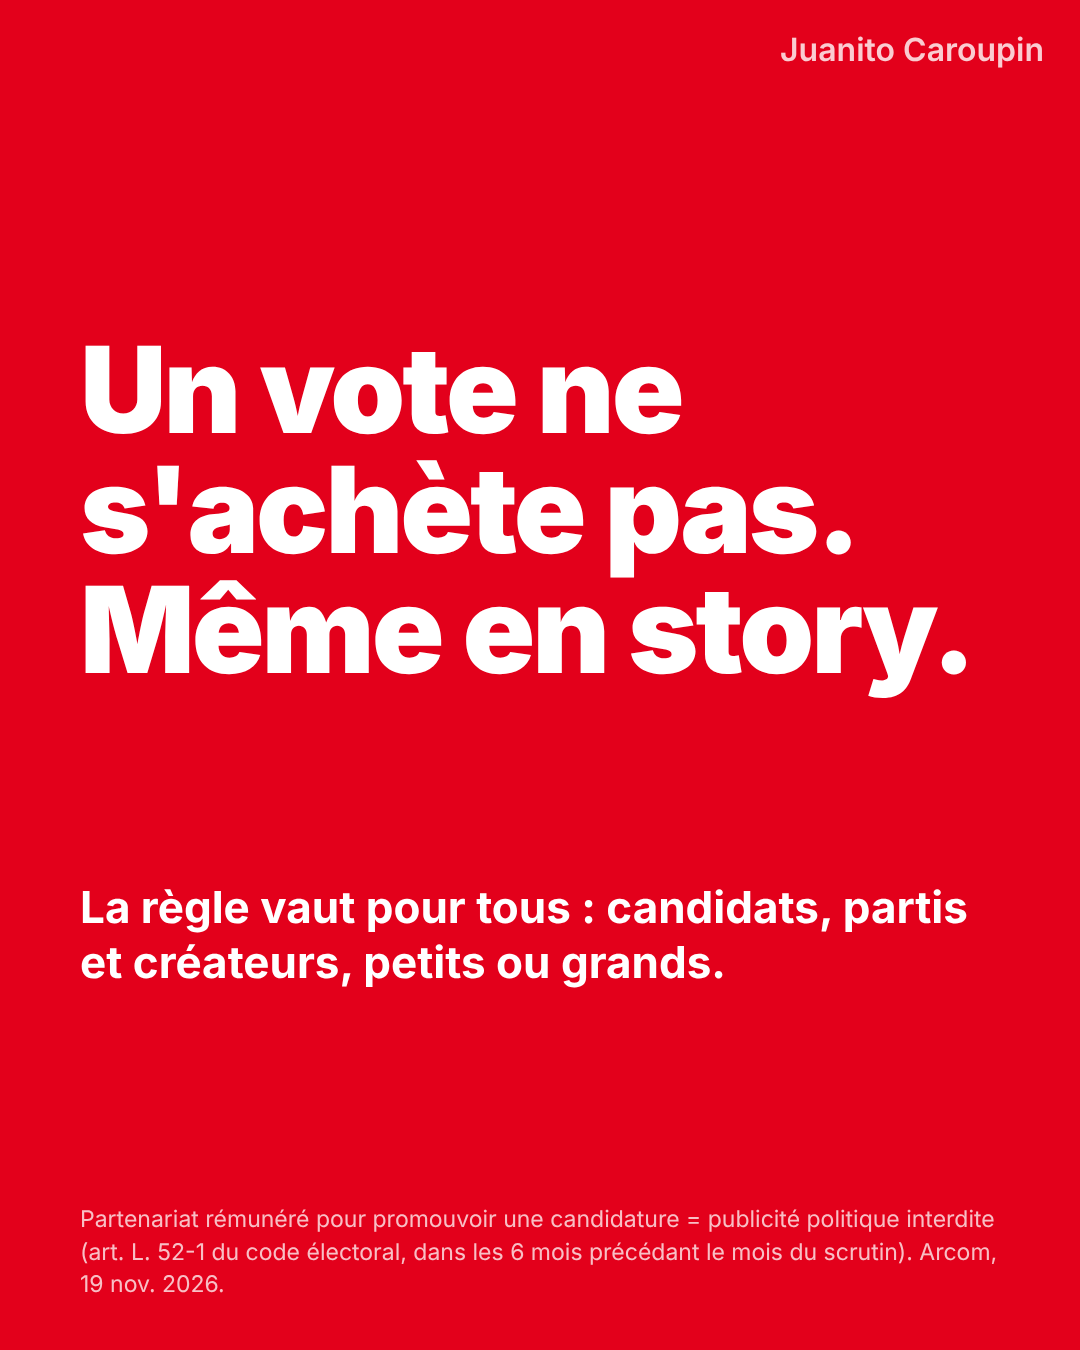 Juanito Caroupin
Un vote ne
s'achète pas.
Même en story.
La règle vaut pour tous : candidats, partis
et créateurs, petits ou grands.
Partenariat rémunéré pour promouvoir une candidature = publicité politique interdite
(art. L. 52-1 du code électoral, dans les 6 mois précédant le mois du scrutin). Arcom,
19 nov. 2026.